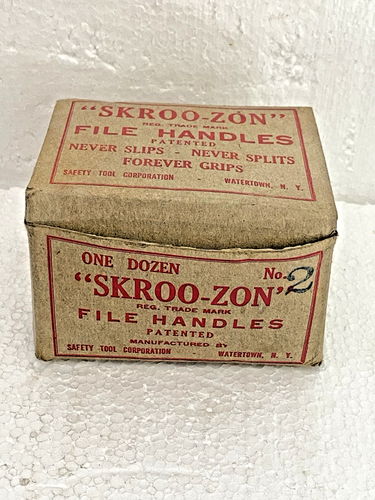 "SKROO-ZON"
REG. TRADE MARK
FILE HANDLES
PATENTED
NEVER SLIPS - NEVER SPLITS
FOREVER GRIPS
SAFETY TOOL CORPORATION - WATERTOWN, N. Y.
ONE DOZEN No. 2
"SKROO-ZON"
REG. TRADE MARK
FILE HANDLES
PATENTED
MANUFACTURED BY
SAFETY TOOL CORPORATION - WATERTOWN, N. Y.